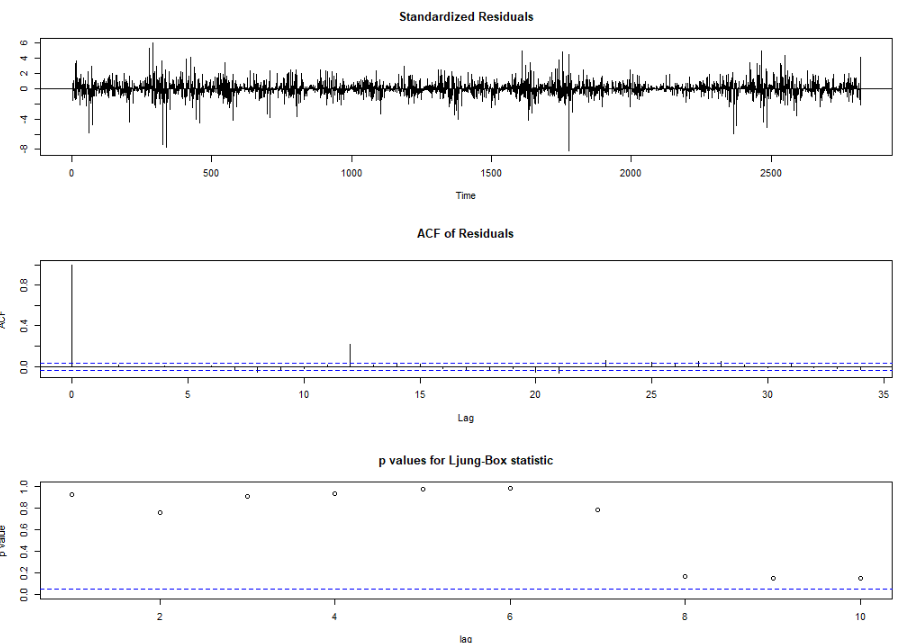 Standardized Residuals
6
4
2
0
-4
-8
0 500 1000 1500 2000 2500
Time
ACF of Residuals
0.8
0.4
0.0
ACF
0 5 10 15 20 25 30 35
Lag
p values for Ljung-Box statistic
1.0
0.8
0.6
0.4
0.2
0.0
p value
2 4 6 8 10
lag